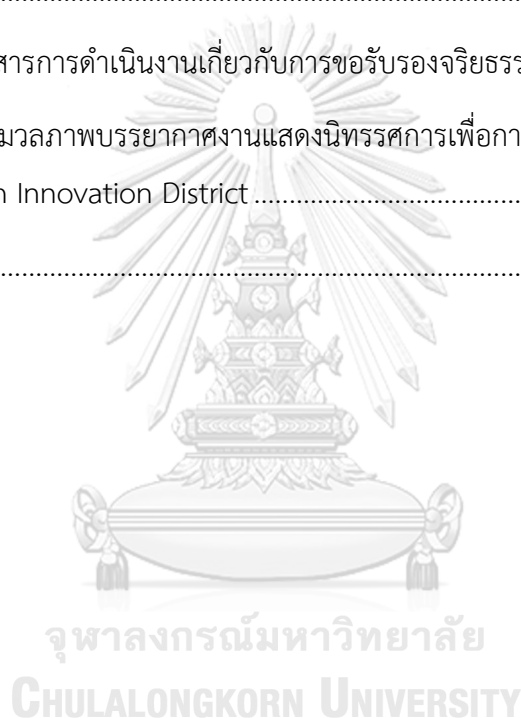 ................................................................
สารการดำเนินงานเกี่ยวกับการขอรับรองจริยธรร
มวลภาพบรรยากาศงานแสดงนิทรรศการเพื่อกา
n Innovation District................................
................................................................
จุฬาลงกรณ์มหาวิทยาลัย
CHULALONGKORN UNIVERSITY